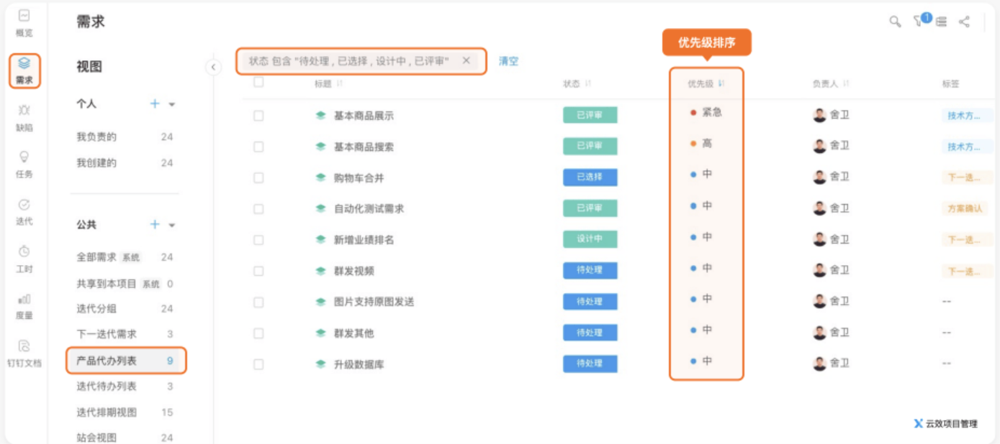 概览
需求
缺陷
任务
迭代
工时
度量
钉钉文档
需求
1
视图
个人
我负责的 24
我创建的 24
公共
全部需求 系统 24
共享到本项目 系统 0
迭代分组 24
下一迭代需求 3
产品代办列表 9
迭代待办列表 3
迭代排期视图 15
站会视图 24
状态 包含 "待处理 , 已选择 , 设计中 , 已评审" ×
清空
优先级排序
标题 状态 优先级 负责人 标签
基本商品展示 已评审 紧急 舍卫 技术方...
基本商品搜索 已评审 高 舍卫 技术方...
购物车合并 已选择 中 舍卫 下一迭...
自动化测试需求 已评审 中 舍卫 方案确认
新增业绩排名 设计中 中 舍卫 下一迭...
群发视频 待处理 中 舍卫 下一迭...
图片支持原图发送 待处理 中 舍卫 --
群发其他 待处理 中 舍卫 --
升级数据库 待处理 中 舍卫 --
云效项目管理